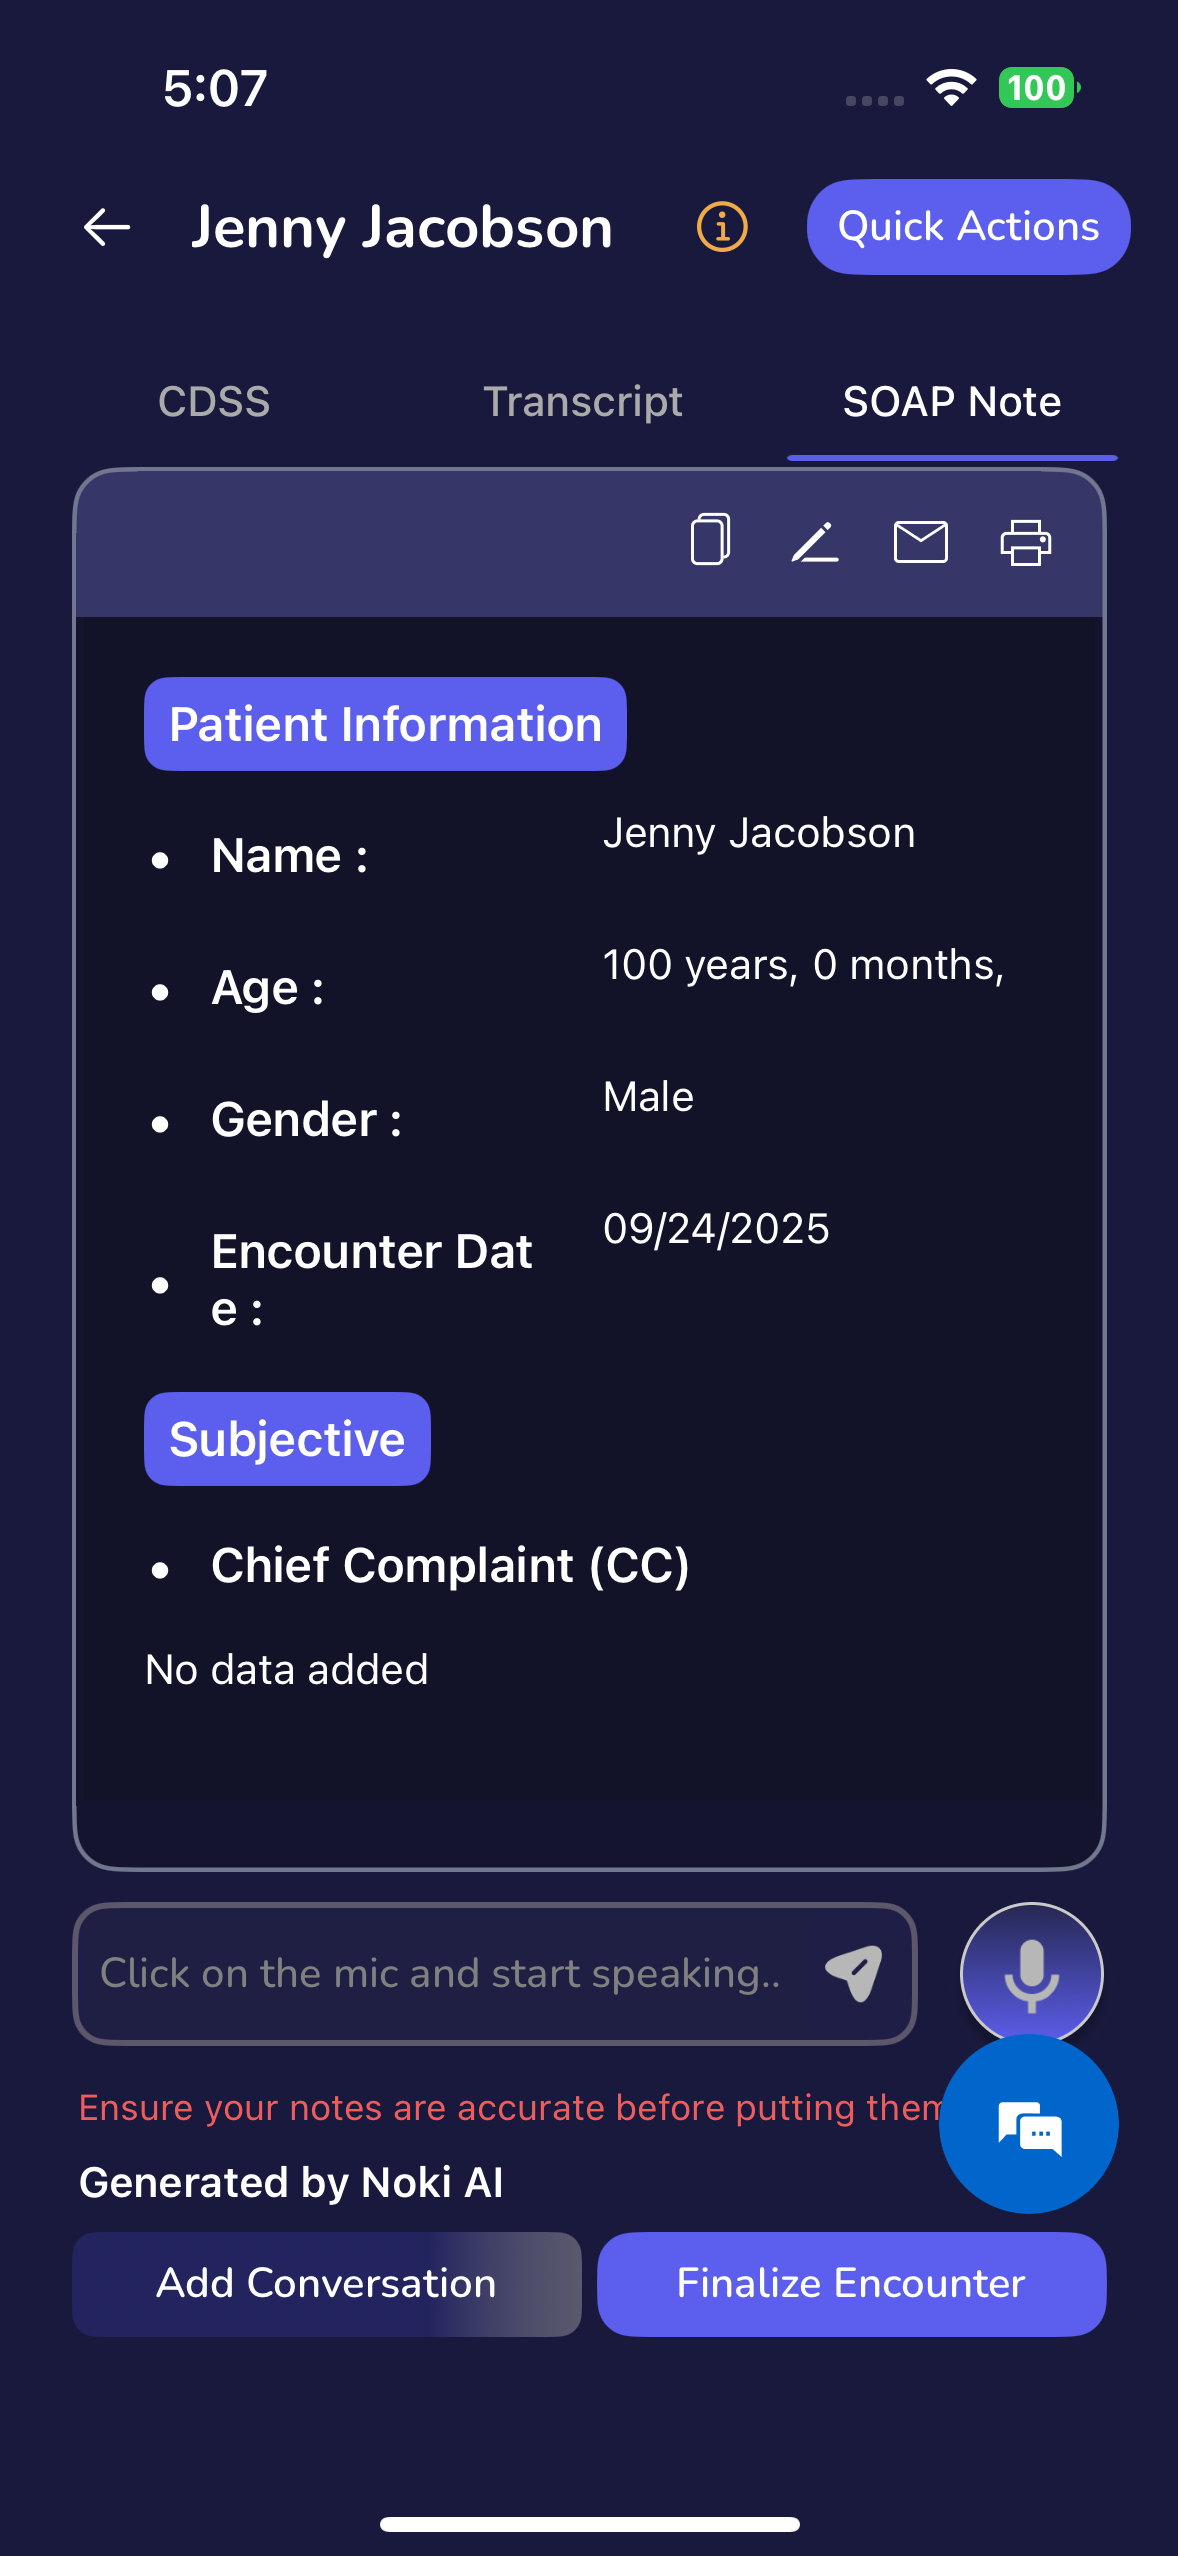 5:07
100
Jenny Jacobson
Quick Actions
CDSS
Transcript
SOAP Note
Patient Information
Name :
Jenny Jacobson
Age :
100 years, 0 months,
Gender :
Male
Encounter Dat
e :
09/24/2025
Subjective
Chief Complaint (CC)
No data added
Click on the mic and start speaking..
Ensure your notes are accurate before putting them
Generated by Noki AI
Add Conversation
Finalize Encounter